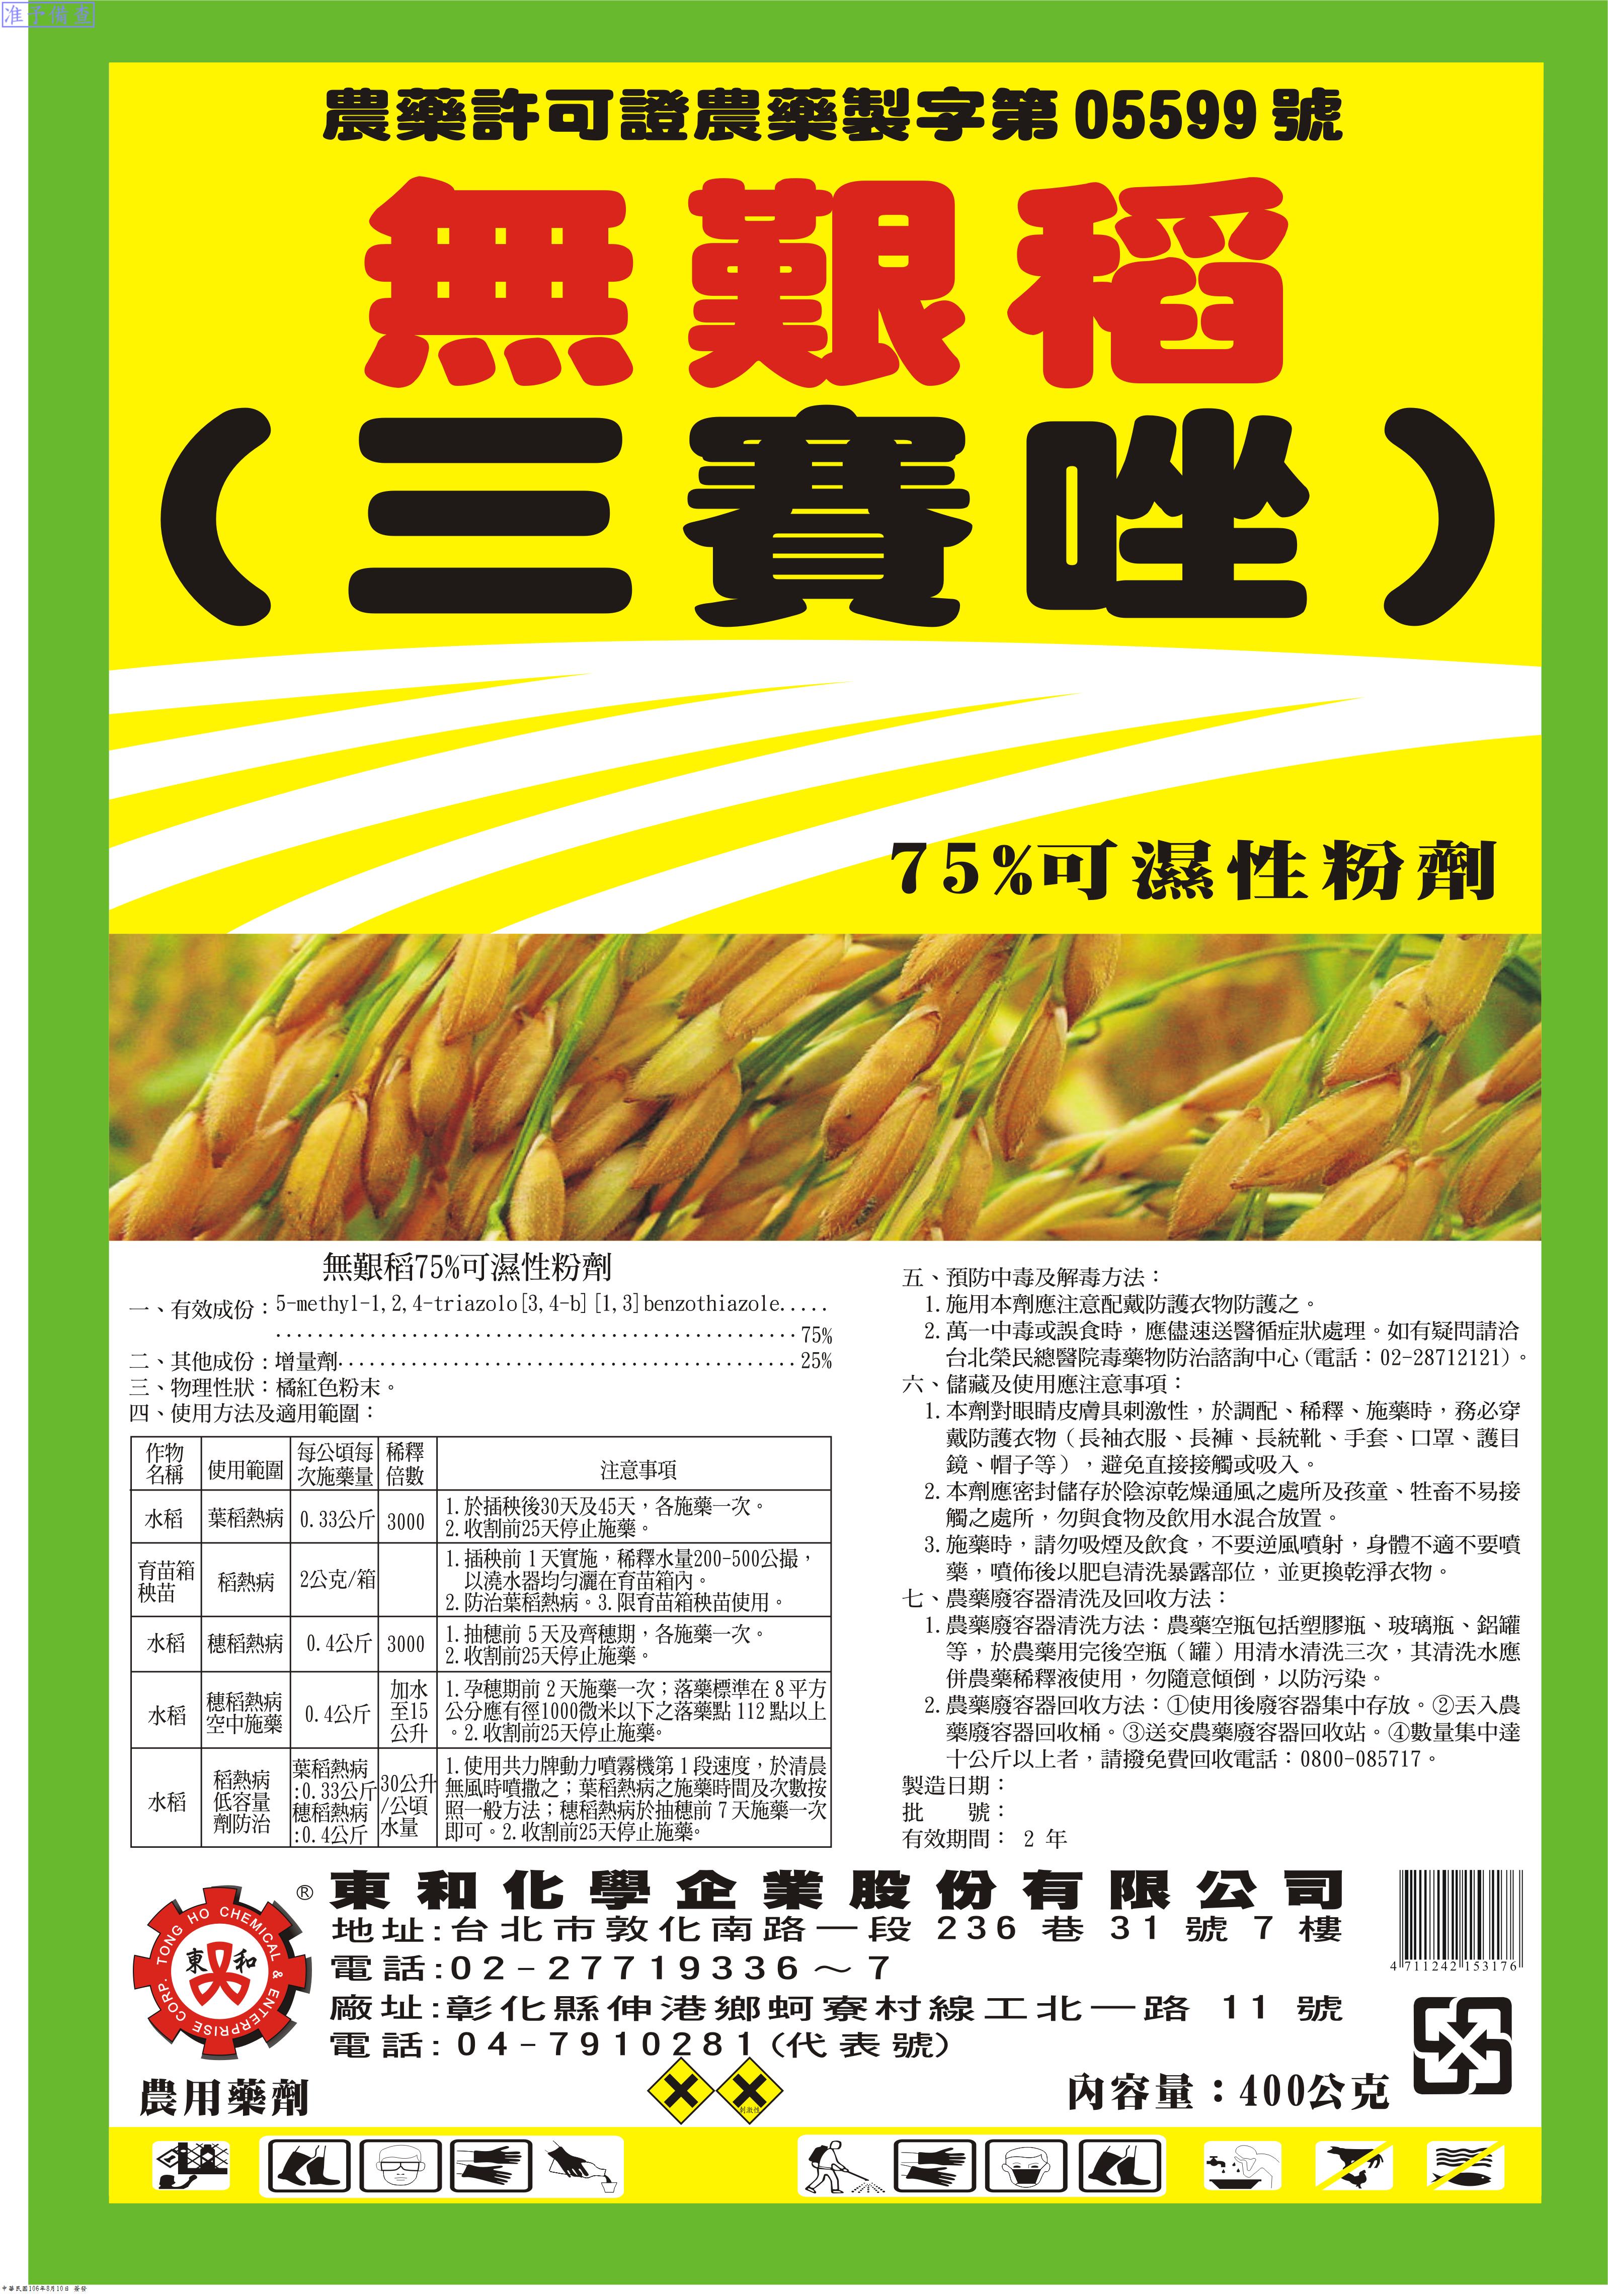 准予備查
農藥許可證農藥製字第 05599 號
無艱稻
（三賽唑）
75%可濕性粉劑
無艱稻75%可濕性粉劑
一、有效成份：5-methyl-1,2,4-triazolo[3,4-b][1,3]benzothiazole.....
..................................................75%
二、其他成份：增量劑............................................25%
三、物理性狀：橘紅色粉末。
四、使用方法及適用範圍：
作物名稱 使用範圍 每公頃每次施藥量 稀釋倍數 注意事項
水稻 葉稻熱病 0.33公斤 3000 1.於插秧後30天及45天，各施藥一次。
2.收割前25天停止施藥。
育苗箱秧苗 稻熱病 2公克/箱 1.插秧前1天實施，稀釋水量200-500公撮，
以澆水器均勻灑在育苗箱內。
2.防治葉稻熱病。3.限育苗箱秧苗使用。
水稻 穗稻熱病 0.4公斤 3000 1.抽穗前5天及齊穗期，各施藥一次。
2.收割前25天停止施藥。
水稻 穗稻熱病空中施藥 0.4公斤 加水至15公升 1.孕穗期前2天施藥一次；落藥標準在8平方
公分應有徑1000微米以下之落藥點112點以上
。2.收割前25天停止施藥。
水稻 稻熱病低容量劑防治 葉稻熱病:0.33公斤穗稻熱病:0.4公斤 30公升/公頃水量 1.使用共力牌動力噴霧機第1段速度，於清晨
無風時噴撒之；葉稻熱病之施藥時間及次數按
照一般方法；穗稻熱病於抽穗前7天施藥一次
即可。2.收割前25天停止施藥。
五、預防中毒及解毒方法：
1.施用本劑應注意配戴防護衣物防護之。
2.萬一中毒或誤食時，應儘速送醫循症狀處理。如有疑問請洽
台北榮民總醫院毒藥物防治諮詢中心(電話：02-28712121)。
六、儲藏及使用應注意事項：
1.本劑對眼睛皮膚具刺激性，於調配、稀釋、施藥時，務必穿
戴防護衣物（長袖衣服、長褲、長統靴、手套、口罩、護目
鏡、帽子等），避免直接接觸或吸入。
2.本劑應密封儲存於陰涼乾燥通風之處所及孩童、牲畜不易接
觸之處所，勿與食物及飲用水混合放置。
3.施藥時，請勿吸煙及飲食，不要逆風噴射，身體不適不要噴
藥，噴佈後以肥皂清洗暴露部位，並更換乾淨衣物。
七、農藥廢容器清洗及回收方法：
1.農藥廢容器清洗方法：農藥空瓶包括塑膠瓶、玻璃瓶、鋁罐
等，於農藥用完後空瓶（罐）用清水清洗三次，其清洗水應
併農藥稀釋液使用，勿隨意傾倒，以防污染。
2.農藥廢容器回收方法：①使用後廢容器集中存放。②丟入農
藥廢容器回收桶。③送交農藥廢容器回收站。④數量集中達
十公斤以上者，請撥免費回收電話：0800-085717。
製造日期：
批　　號：
有效期間： 2 年
TONG HO CHEMICAL & ENTERPRISE CORP.
東和
®
東和化學企業股份有限公司
地址:台北市敦化南路一段 236 巷 31 號 7 樓
電話:02-27719336～7
廠址:彰化縣伸港鄉蚵寮村線工北一路 11 號
電話:04-7910281(代表號)
4 711242 153176
農用藥劑
刺激性
內容量：400公克
中華民國106年8月10日 簽發